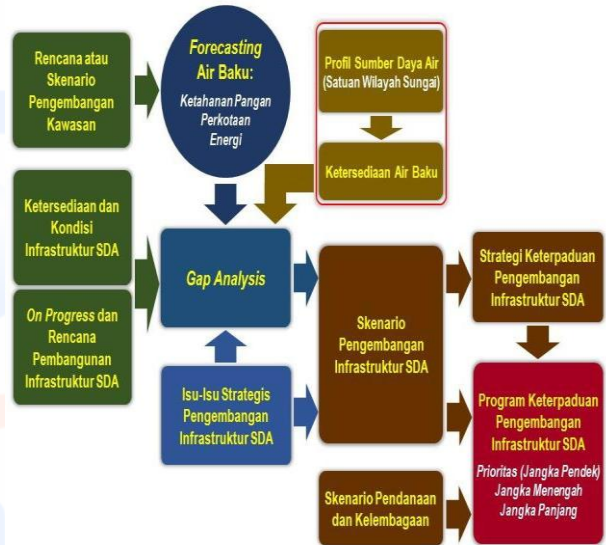 Rencana atau
Skenario
Pengembangan
Kawasan
Forecasting
Air Baku:
Ketahanan Pangan
Perkotaan
Energi
Profil Sumber Daya Air
(Satuan Wilayah Sungai)
Ketersediaan Air Baku
Ketersediaan dan
Kondisi
Infrastruktur SDA
On Progress dan
Rencana
Pembangunan
Infrastruktur SDA
Gap Analysis
Isu-Isu Strategis
Pengembangan
Infrastruktur SDA
Skenario
Pengembangan
Infrastruktur SDA
Skenario Pendanaan
dan Kelembagaan
Strategi Keterpaduan
Pengembangan
Infrastruktur SDA
Program Keterpaduan
Pengembangan
Infrastruktur SDA
Prioritas (Jangka Pendek)
Jangka Menengah
Jangka Panjang